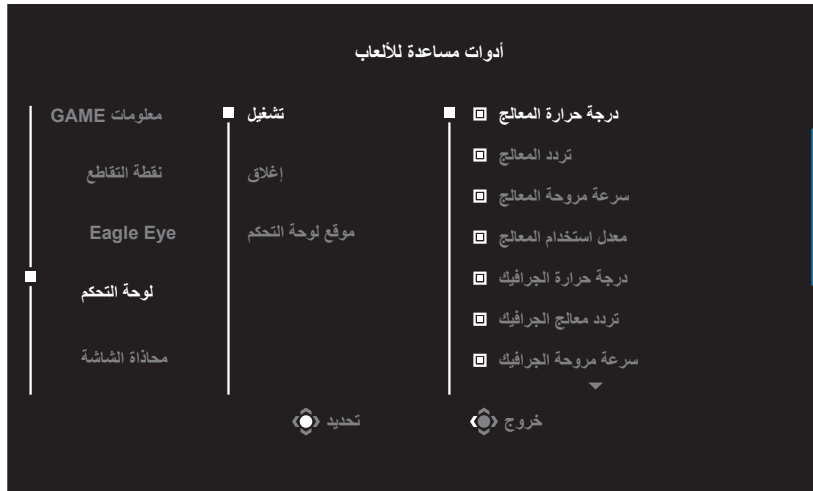 أدوات مساعدة للألعاب
معلومات GAME
نقطة التقاطع
Eagle Eye
لوحة التحكم
محاذاة الشاشة
تشغيل
إغلاق
موقع لوحة التحكم
درجة حرارة المعالج
تردد المعالج
سرعة مروحة المعالج
معدل استخدام المعالج
درجة حرارة الجرافيك
تردد معالج الجرافيك
سرعة مروحة الجرافيك
تحديد
خروج